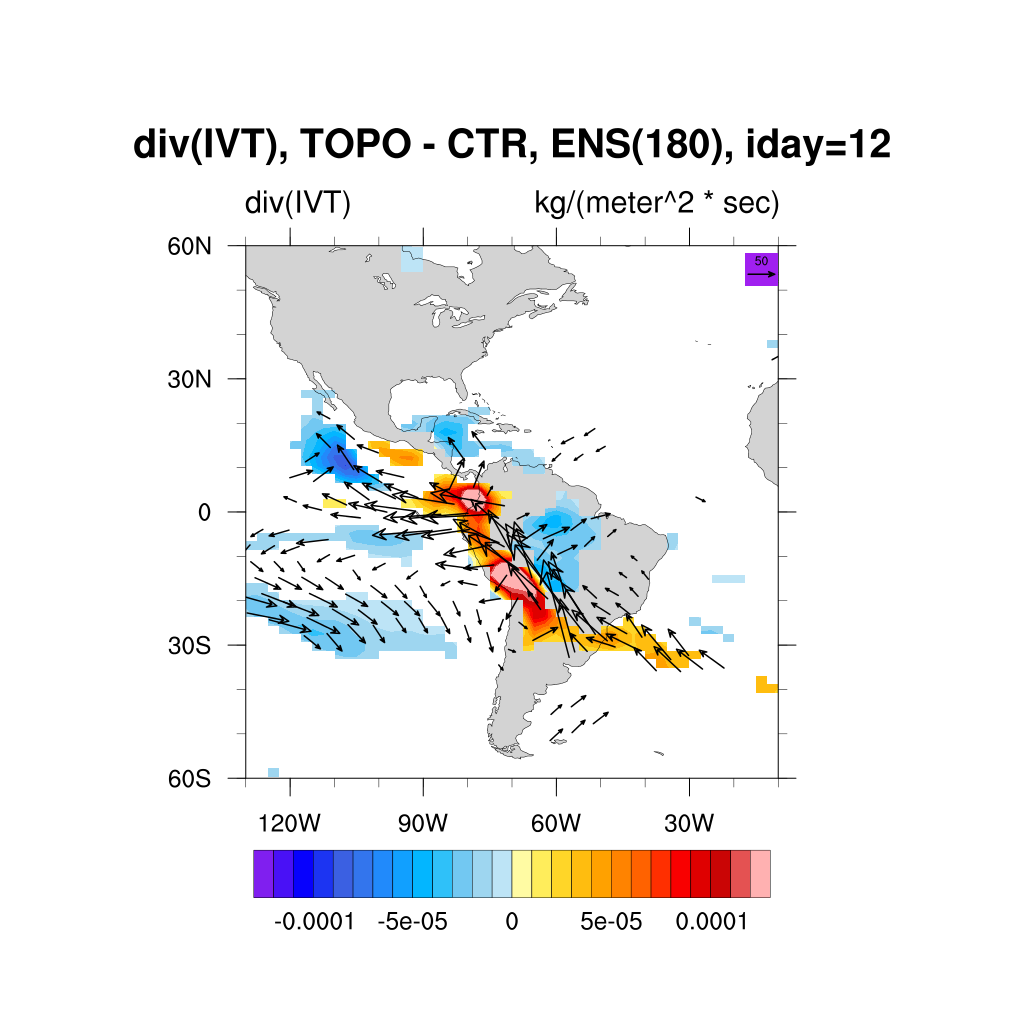 div(IVT), TOPO - CTR, ENS(180), iday=12
div(IVT) kg/(meter^2 * sec)
60N
50
30N
0
30S
60S
120W 90W 60W 30W
-0.0001 -5e-05 0 5e-05 0.0001